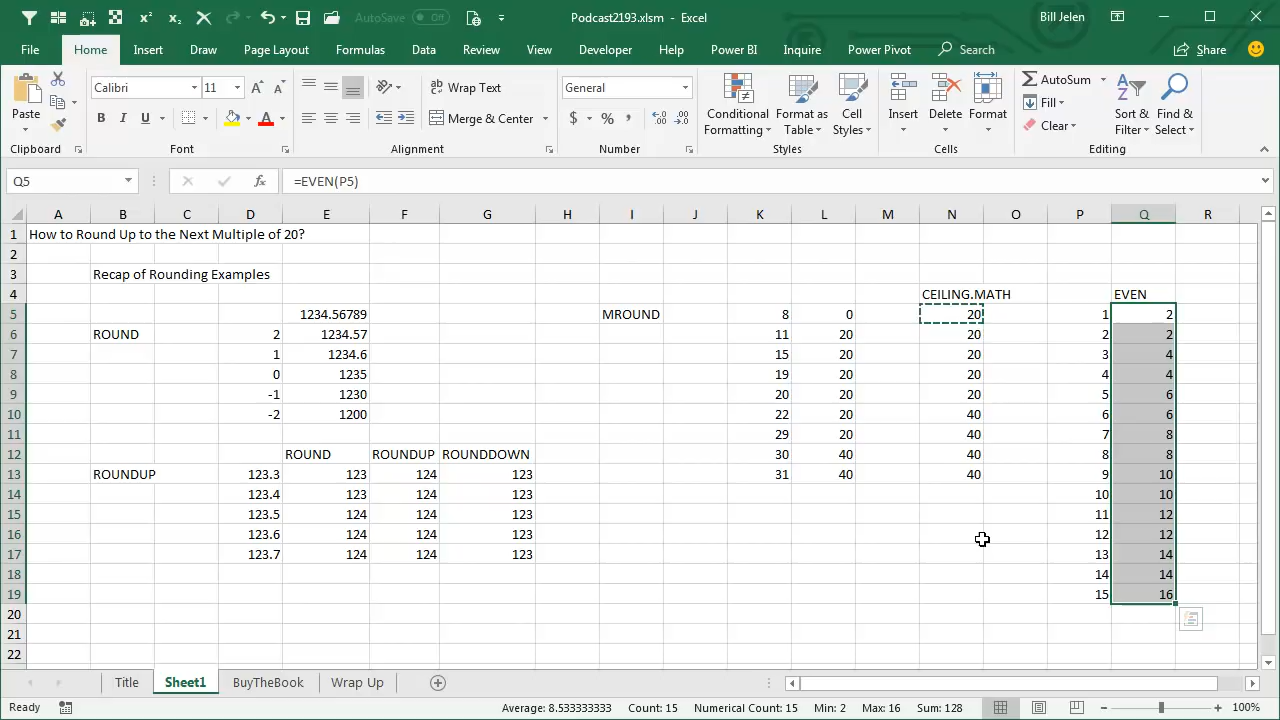 AutoSave Off Podcast2193.xlsm - Excel Bill Jelen
File Home Insert Draw Page Layout Formulas Data Review View Developer Help Power BI Inquire Power Pivot Search Share
Calibri 11 Wrap Text General AutoSum
Fill
Paste B I U A Merge & Center $ % Conditional Formatting Format as Table Cell Styles Insert Delete Format Clear Sort & Filter Find & Select
Clipboard Font Alignment Number Styles Cells Editing
Q5 fx =EVEN(P5)
A B C D E F G H I J K L M N O P Q R
1 How to Round Up to the Next Multiple of 20?
2
3 Recap of Rounding Examples
4 CEILING.MATH EVEN
5 1234.56789 MROUND 8 0 20 1 2
6 ROUND 2 1234.57 11 20 20 2 2
7 1 1234.6 15 20 20 3 4
8 0 1235 19 20 20 4 4
9 -1 1230 20 20 20 5 6
10 -2 1200 22 20 40 6 6
11 29 20 40 7 8
12 ROUND ROUNDUP ROUNDDOWN 30 40 40 8 8
13 ROUNDUP 123.3 123 124 123 31 40 40 9 10
14 123.4 123 124 123 10 10
15 123.5 124 124 123 11 12
16 123.6 124 124 123 12 12
17 123.7 124 124 123 13 14
18 14 14
19 15 16
20
21
22
Title Sheet1 BuyTheBook Wrap Up
Ready Average: 8.533333333 Count: 15 Numerical Count: 15 Min: 2 Max: 16 Sum: 128 100%